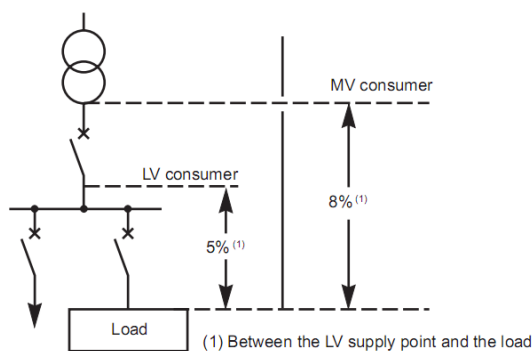 MV consumer
LV consumer
8% (1)
5% (1)
Load
(1) Between the LV supply point and the load